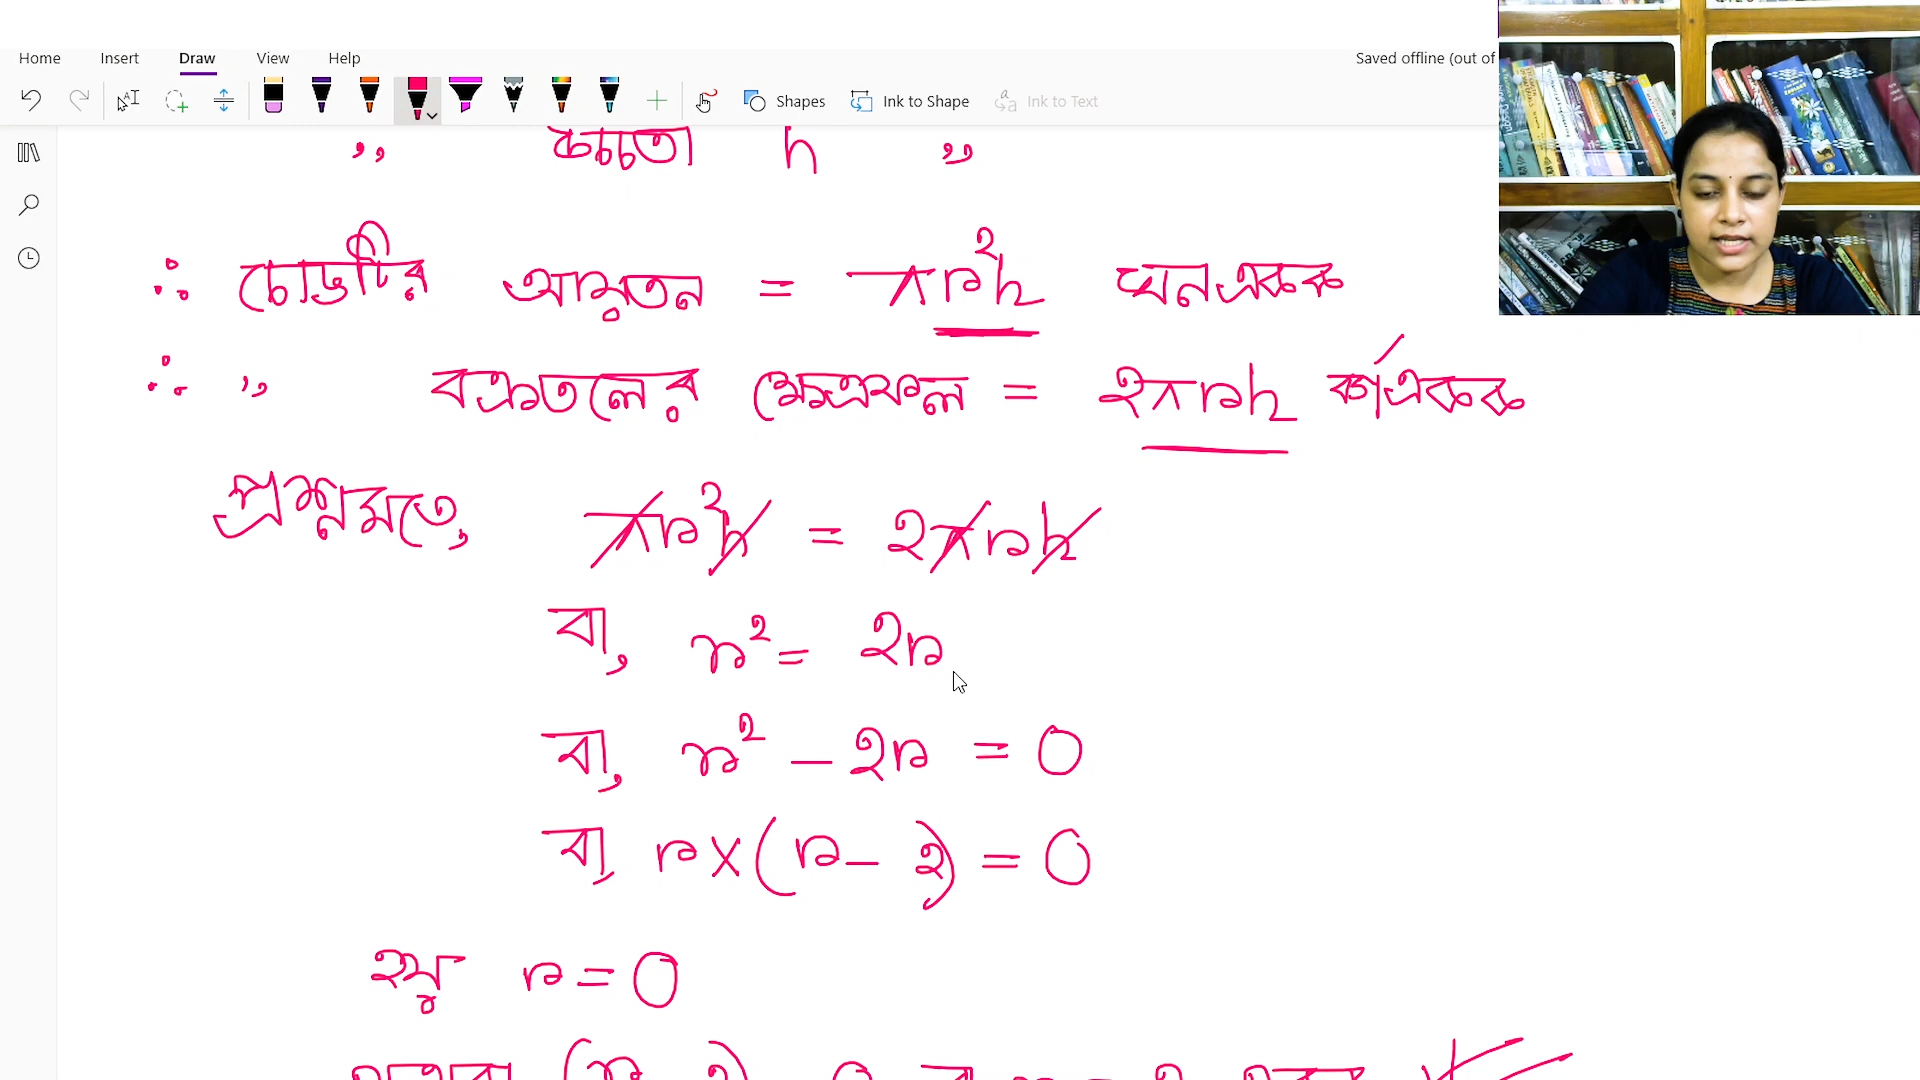 Home Insert Draw View Help Saved offline (out of
Shapes Ink to Shape Ink to Text
,, উচ্চতা h ,,
∴ চোঙটির আয়তন = πr²h ঘনএকক
∴ ,, বক্রতলের ক্ষেত্রফল = 2πrh বর্গএকক
প্রশ্নমতে, πr²h = 2πrh
বা, r² = 2r
বা, r² – 2r = 0
বা, r×(r – 2) = 0
হয় r = 0